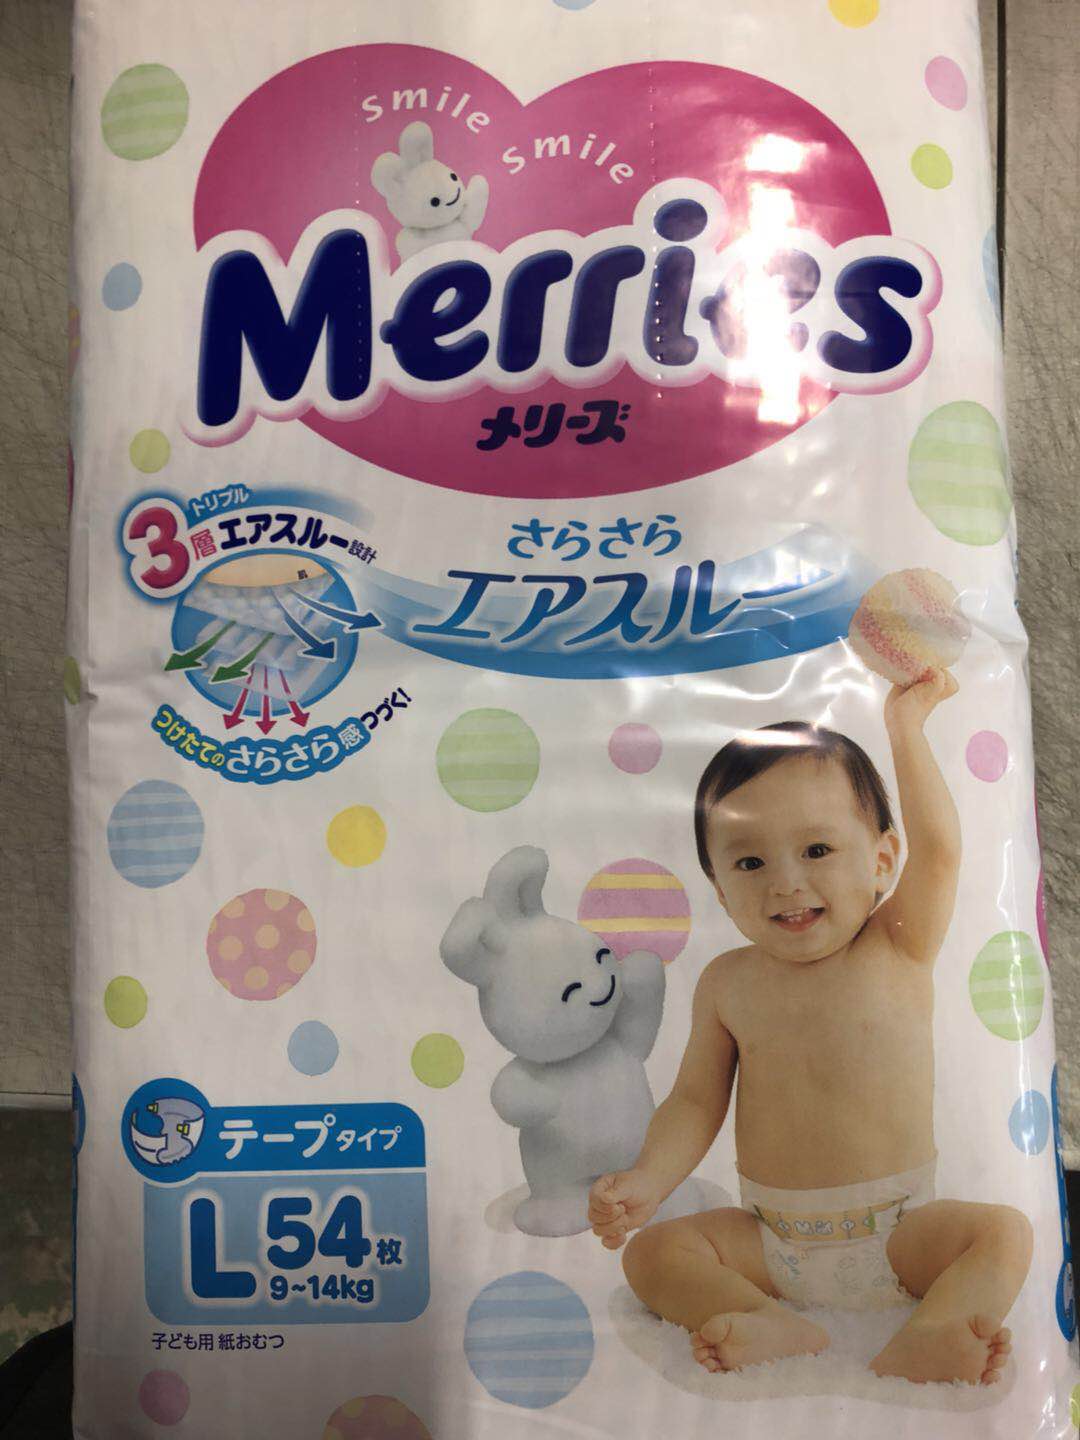 Smile
Smile
Merries
メリーズ
トリプル
3層エアスルー設計
つけたてのさらさら感つづく!
さらさら
エアスルー
テープタイプ
L 54枚
9~14kg
子ども用 紙おむつ